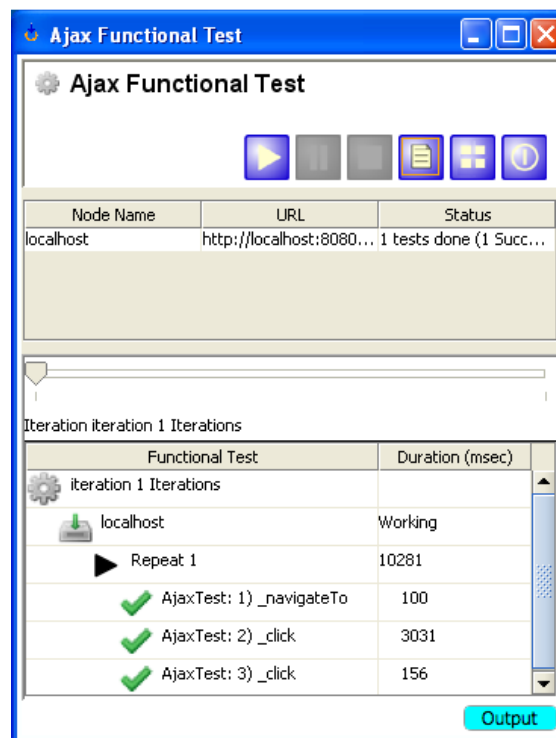 Ajax Functional Test
Ajax Functional Test
Node Name URL Status
localhost http://localhost:8080... 1 tests done (1 Succ...
Iteration iteration 1 Iterations
Functional Test Duration (msec)
iteration 1 Iterations
localhost Working
Repeat 1 10281
AjaxTest: 1) _navigateTo 100
AjaxTest: 2) _click 3031
AjaxTest: 3) _click 156
Output